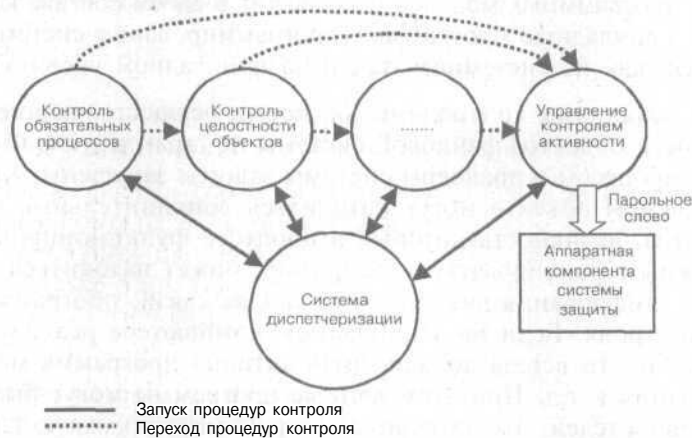 Контроль
обязательных
процессов
Контроль
целостности
объектов
........
Управление
контролем
активности
Парольное
слово
Аппаратная
компонента
системы
защиты
Система
диспетчеризации
Запуск процедур контроля
Переход процедур контроля